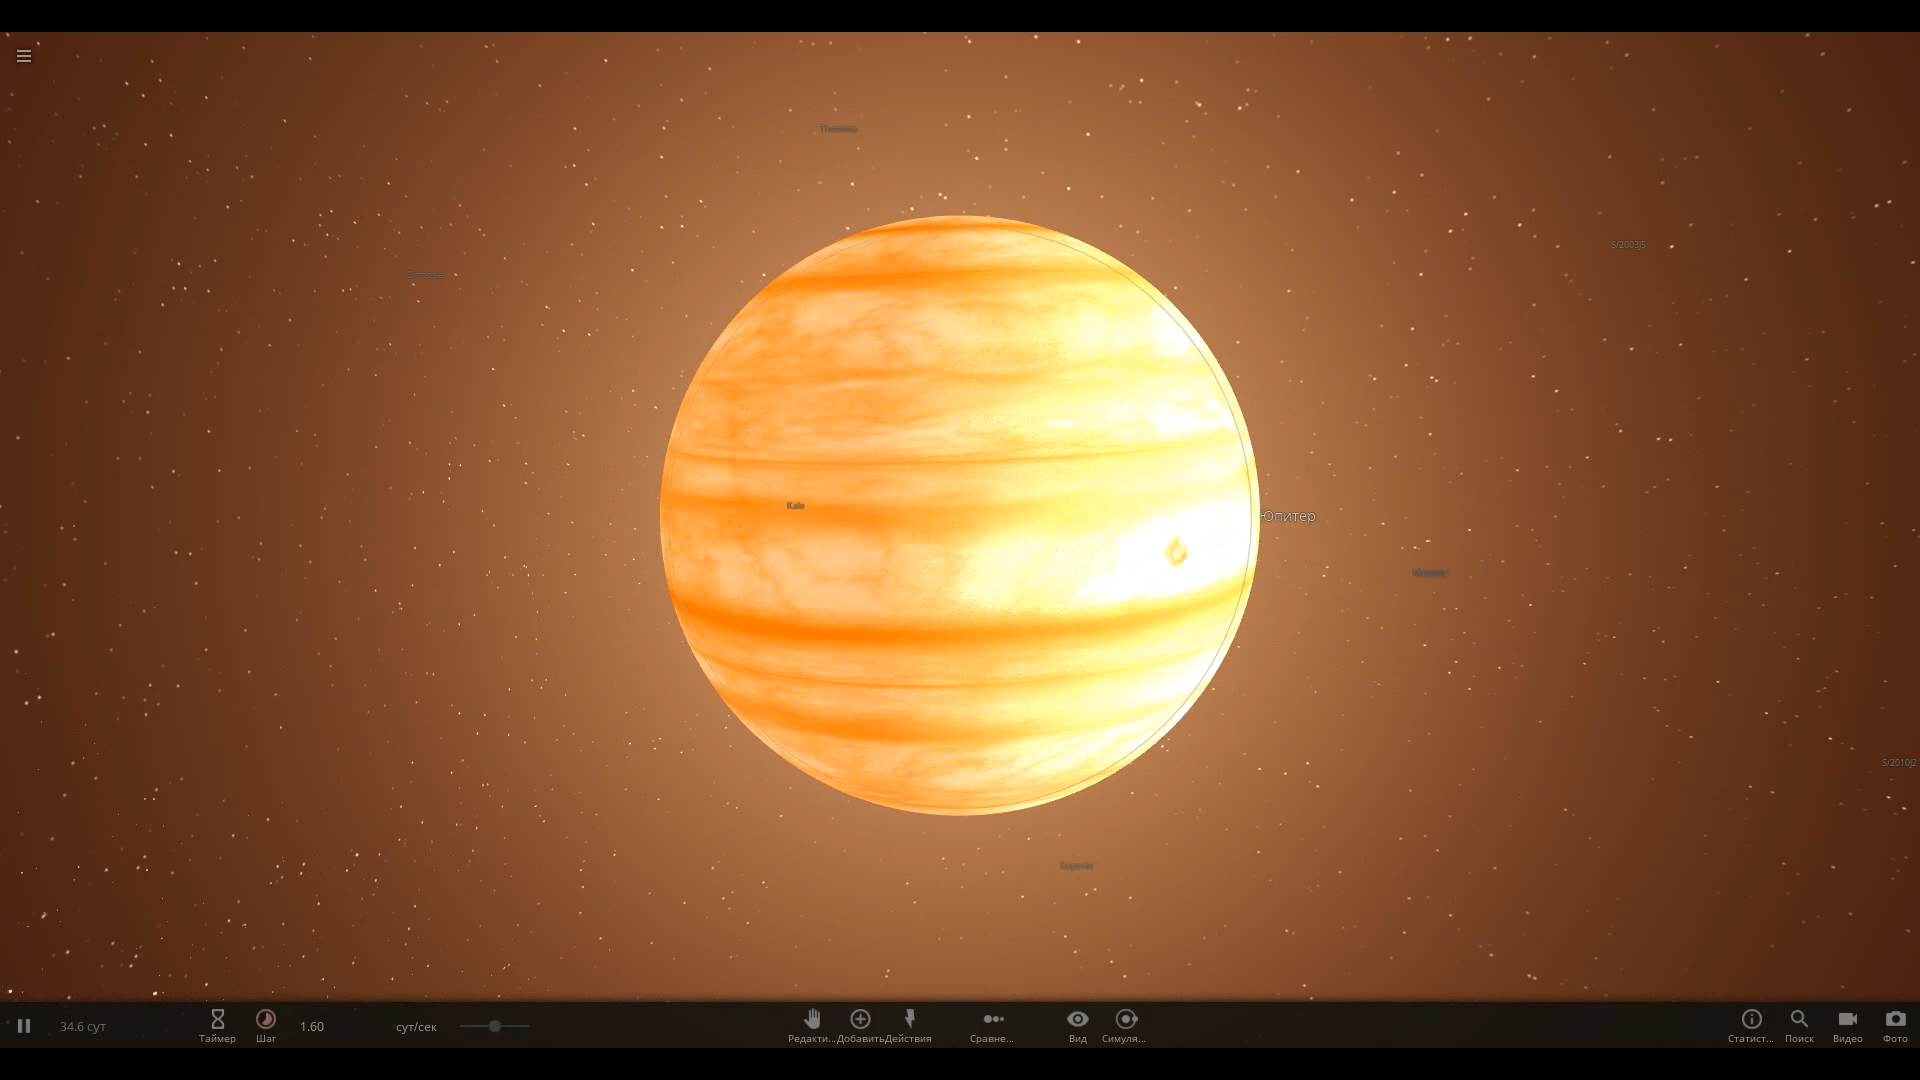 S/2003J5
Kale
Юпитер
S/2010J2
34.6 сут
Таймер
Шаг
1.60
сут/сек
Редакти...
Добавить
Действия
Сравне...
Вид
Симуля...
Статист...
Поиск
Видео
Фото